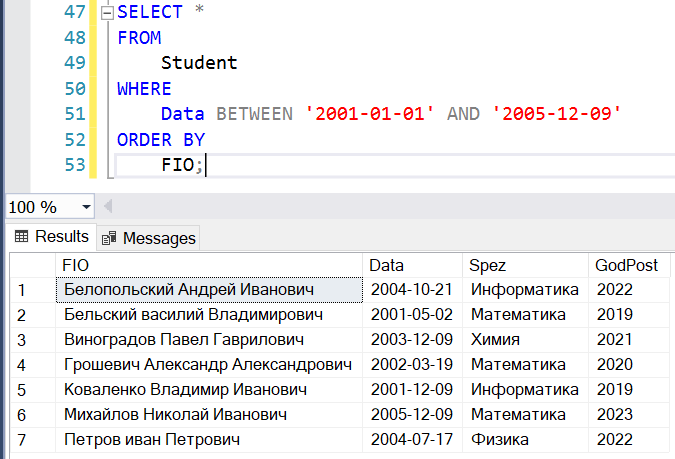 47 SELECT *
48 FROM
49 Student
50 WHERE
51 Data BETWEEN '2001-01-01' AND '2005-12-09'
52 ORDER BY
53 FIO;
100 %
Results Messages
FIO Data Spez GodPost
1 Белопольский Андрей Иванович 2004-10-21 Информатика 2022
2 Бельский василий Владимирович 2001-05-02 Математика 2019
3 Виноградов Павел Гаврилович 2003-12-09 Химия 2021
4 Грошевич Александр Александрович 2002-03-19 Математика 2020
5 Коваленко Владимир Иванович 2001-12-09 Информатика 2019
6 Михайлов Николай Иванович 2005-12-09 Математика 2023
7 Петров иван Петрович 2004-07-17 Физика 2022